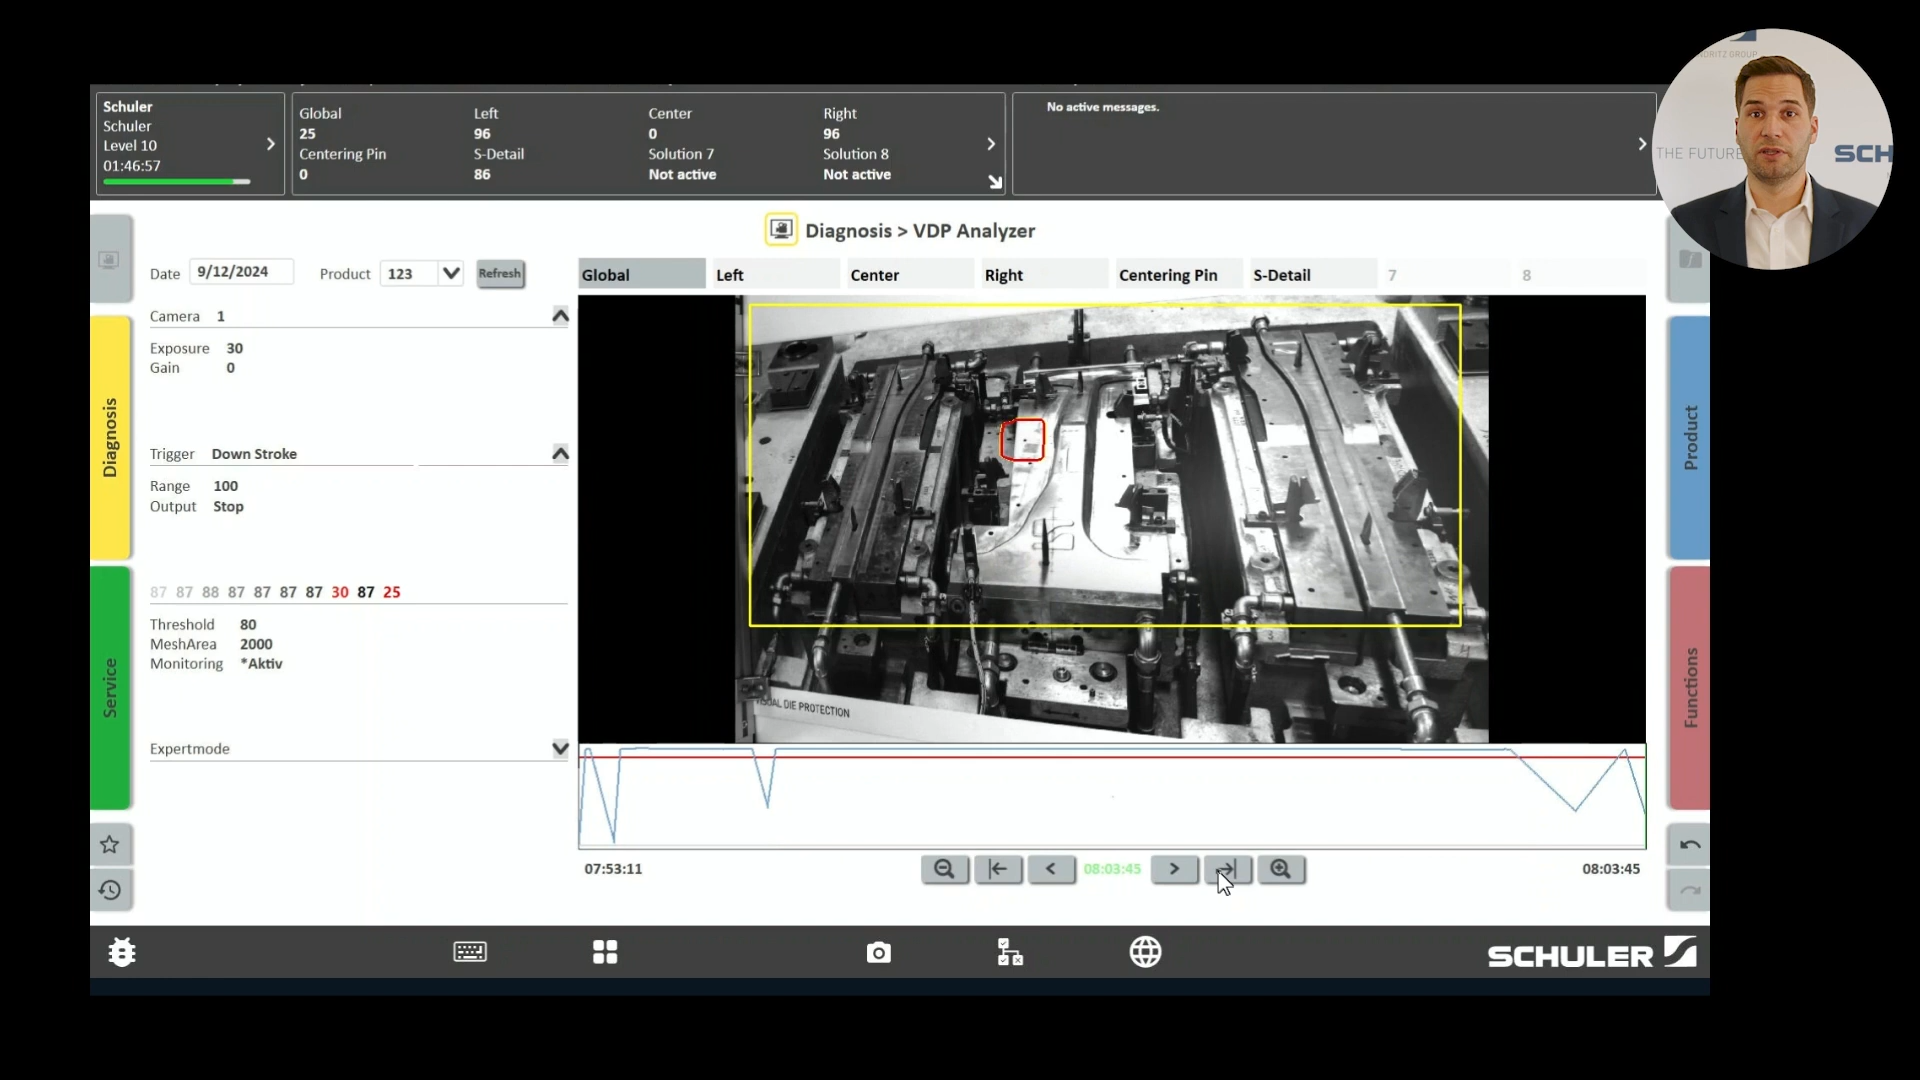 Schuler
Schuler
Level 10
01:46:57
Global
25
Centering Pin
0
Left
96
S-Detail
86
Center
0
Solution 7
Not active
Right
96
Solution 8
Not active
No active messages.
THE FUTURE
SCH
Diagnosis > VDP Analyzer
Date 9/12/2024 Product 123 Refresh
Global Left Center Right Centering Pin S-Detail 7 8
Camera 1
Exposure 30
Gain 0
Trigger Down Stroke
Range 100
Output Stop
87 87 88 87 87 87 87 30 87 25
Threshold 80
MeshArea 2000
Monitoring *Aktiv
Expertmode
Diagnosis
Service
Product
Functions
DIE PROTECTION
07:53:11 08:03:45 08:03:45
SCHULER